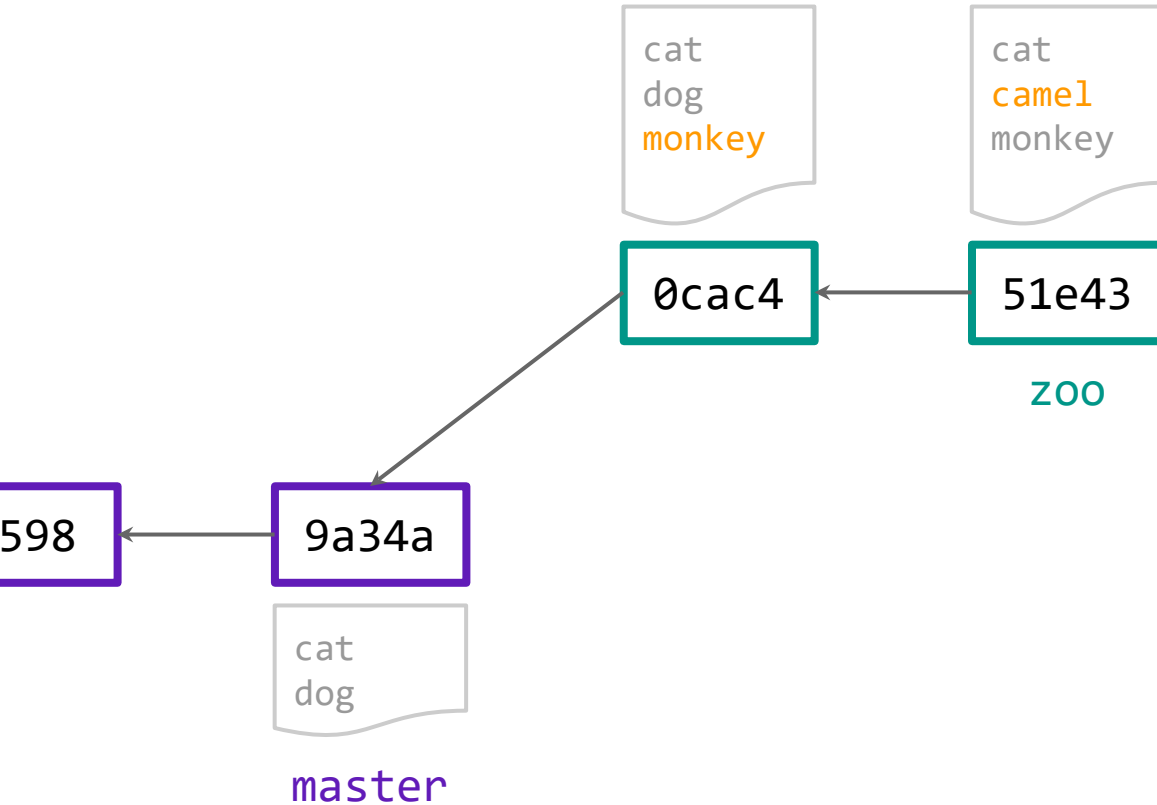 cat
dog
monkey
cat
camel
monkey
0cac4
51e43
zoo
598
9a34a
cat
dog
master